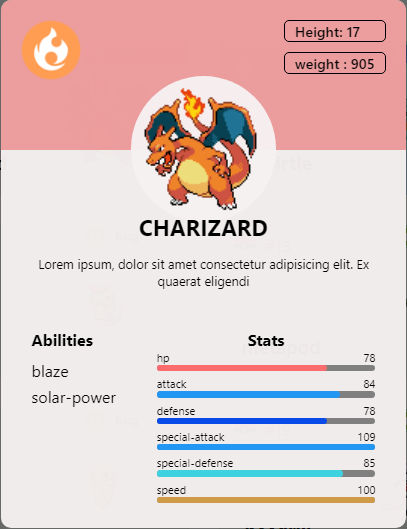 Height: 17
weight : 905
CHARIZARD
Lorem ipsum, dolor sit amet consectetur adipisicing elit. Ex
quaerat eligendi
Abilities
blaze
solar-power
Stats
hp 78
attack 84
defense 78
special-attack 109
special-defense 85
speed 100